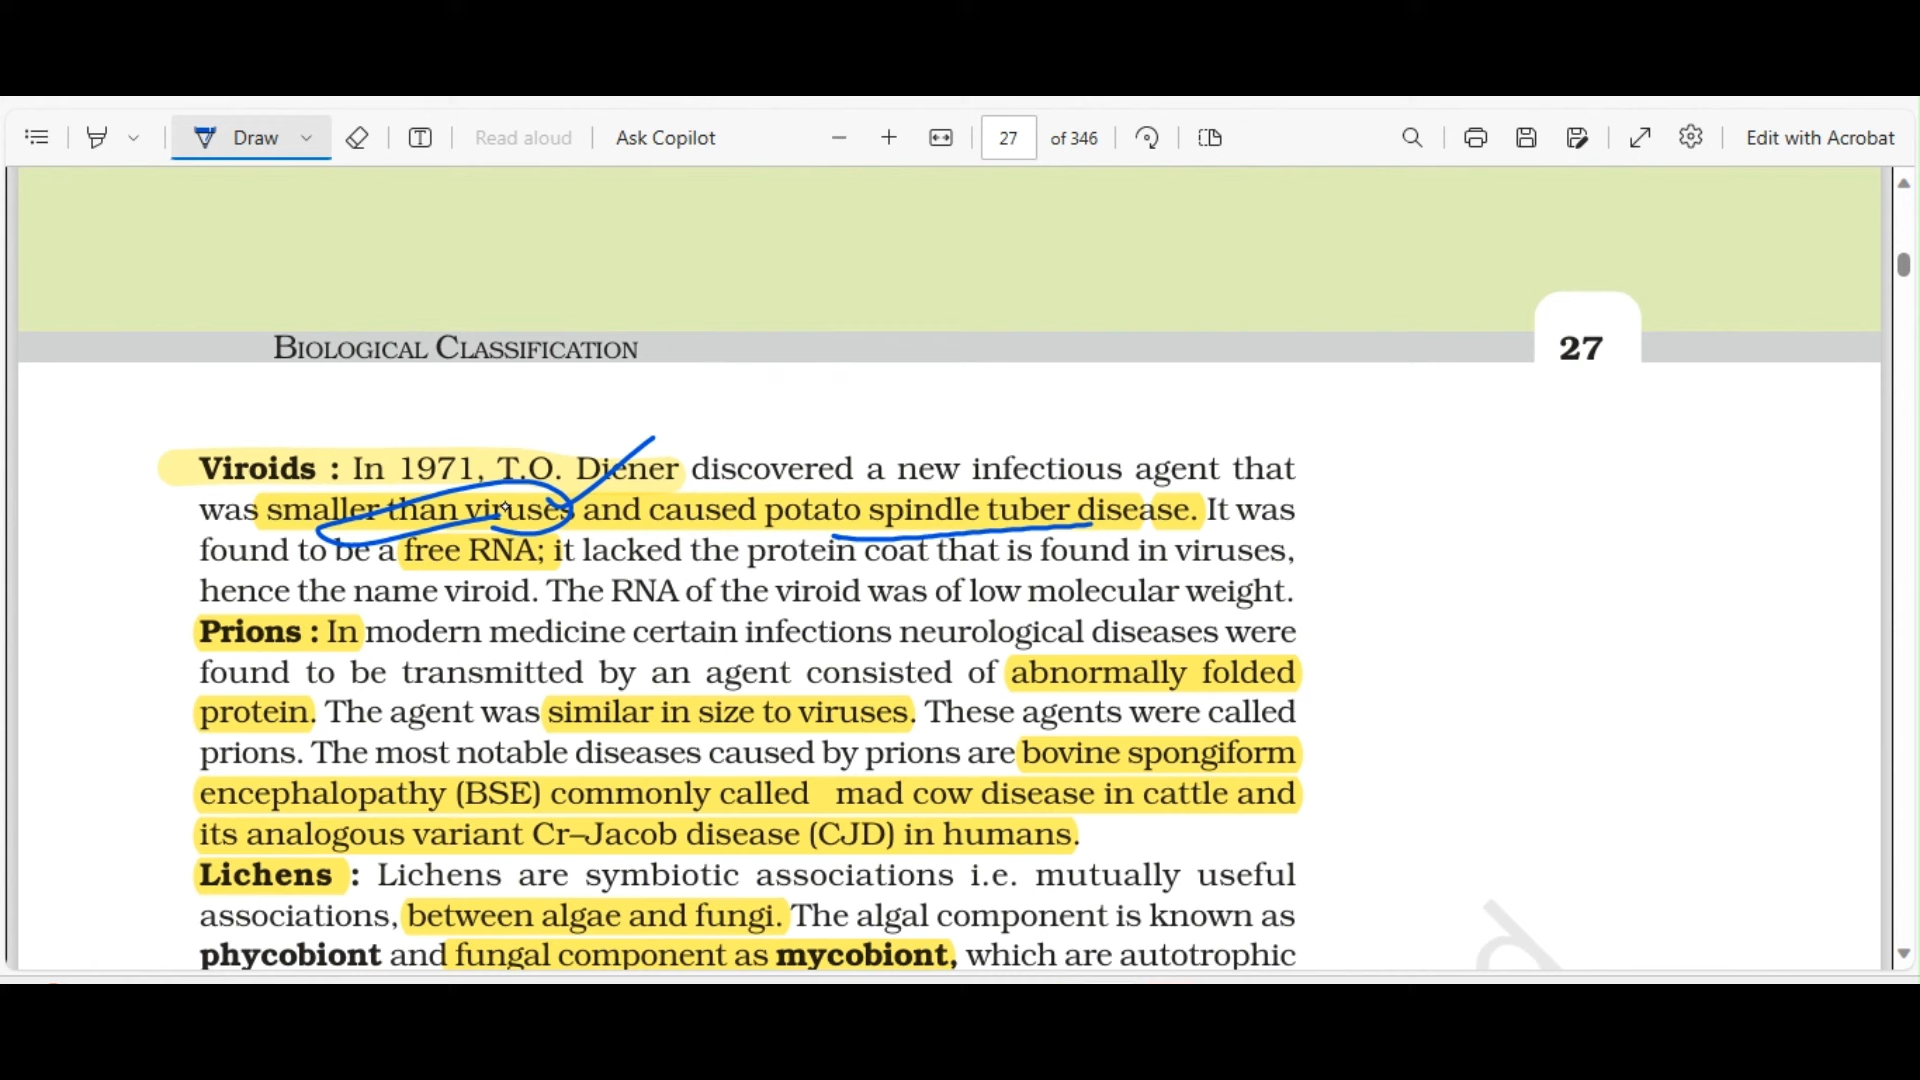 Draw
Read aloud
Ask Copilot
27
of 346
Edit with Acrobat
BIOLOGICAL CLASSIFICATION
27
Viroids : In 1971, T.O. Diener discovered a new infectious agent that
was smaller than viruses and caused potato spindle tuber disease. It was
found to be a free RNA; it lacked the protein coat that is found in viruses,
hence the name viroid. The RNA of the viroid was of low molecular weight.
Prions : In modern medicine certain infections neurological diseases were
found to be transmitted by an agent consisted of abnormally folded
protein. The agent was similar in size to viruses. These agents were called
prions. The most notable diseases caused by prions are bovine spongiform
encephalopathy (BSE) commonly called mad cow disease in cattle and
its analogous variant Cr–Jacob disease (CJD) in humans.
Lichens : Lichens are symbiotic associations i.e. mutually useful
associations, between algae and fungi. The algal component is known as
phycobiont and fungal component as mycobiont, which are autotrophic